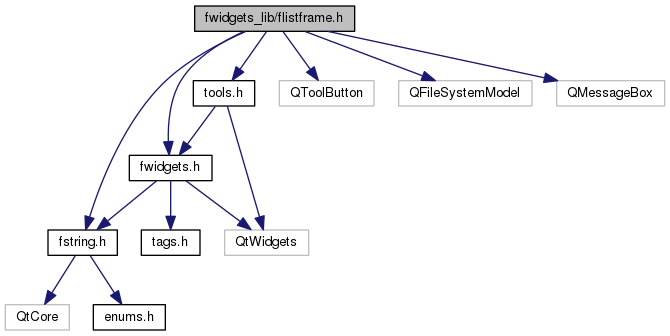 fwidgets_lib/flistframe.h
tools.h
QToolButton
QFileSystemModel
QMessageBox
fwidgets.h
fstring.h
tags.h
QtWidgets
QtCore
enums.h